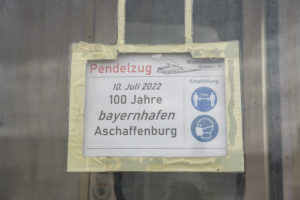 Pendelzug
10. Juli 2022
Empfehlung
100 Jahre
bayernhafen
Aschaffenburg